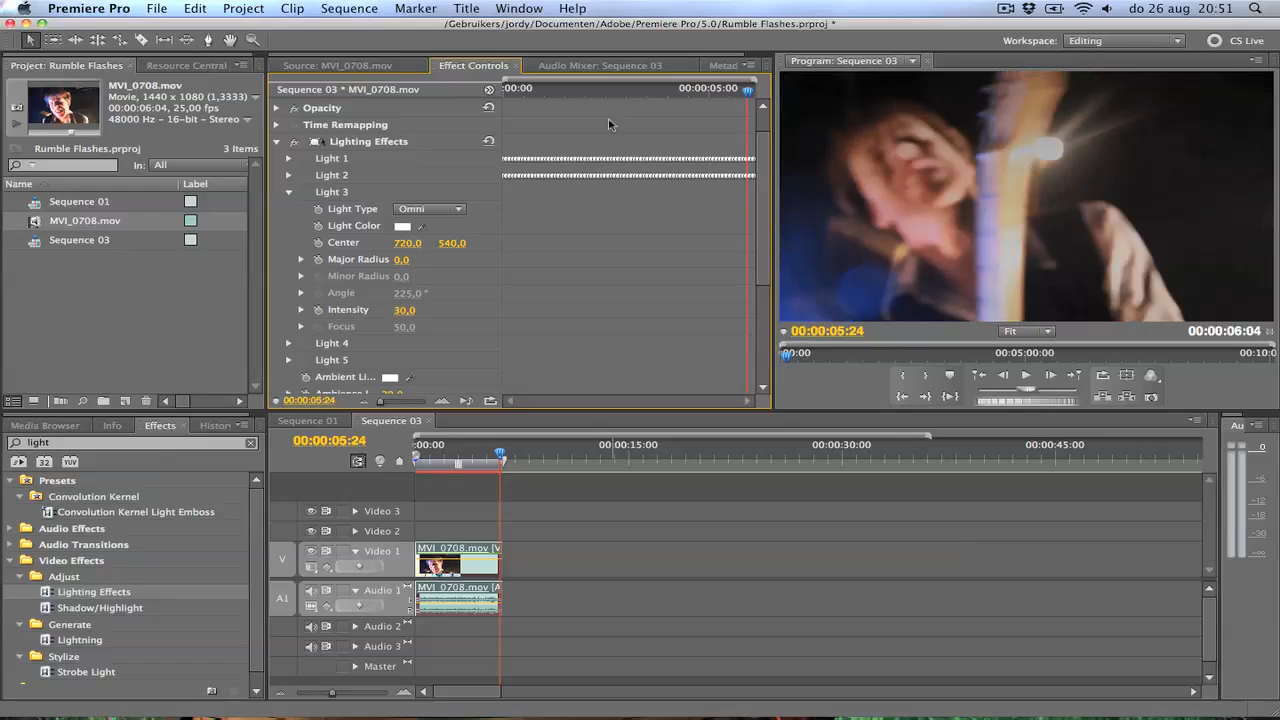 Premiere Pro File Edit Project Clip Sequence Marker Title Window Help do 26 aug 20:51
/Gebruikers/jordy/Documenten/Adobe/Premiere Pro/5.0/Rumble Flashes.prproj *
Workspace: Editing CS Live
Project: Rumble Flashes Resource Central
MVI_0708.mov
Movie, 1440 x 1080 (1,3333)
00:00:06:04, 25,00 fps
48000 Hz - 16-bit - Stereo
Rumble Flashes.prproj 3 Items
In: All
Name Label
Sequence 01
MVI_0708.mov
Sequence 03
Source: MVI_0708.mov Effect Controls Audio Mixer: Sequence 03 Metad
Sequence 03 * MVI_0708.mov
:00:00 00:00:05:00
Opacity
Time Remapping
Lighting Effects
Light 1
Light 2
Light 3
Light Type Omni
Light Color
Center 720,0 540,0
Major Radius 0,0
Minor Radius 0,0
Angle 225,0 °
Intensity 30,0
Focus 50,0
Light 4
Light 5
Ambient Li...
00:00:05:24
Program: Sequence 03
00:00:05:24 Fit 00:00:06:04
00:00 00:05:00:00 00:10:0
Media Browser Info Effects Histor
light
Presets
Convolution Kernel
Convolution Kernel Light Emboss
Audio Effects
Audio Transitions
Video Effects
Adjust
Lighting Effects
Shadow/Highlight
Generate
Lightning
Stylize
Strobe Light
Sequence 01 Sequence 03
00:00:05:24
:00:00 00:00:15:00 00:00:30:00 00:00:45:00
Video 3
Video 2
V Video 1
MVI_0708.mov [V
A1 Audio 1
MVI_0708.mov [A
Audio 2
Audio 3
Master
Au
0
-6
-12
-18
-30